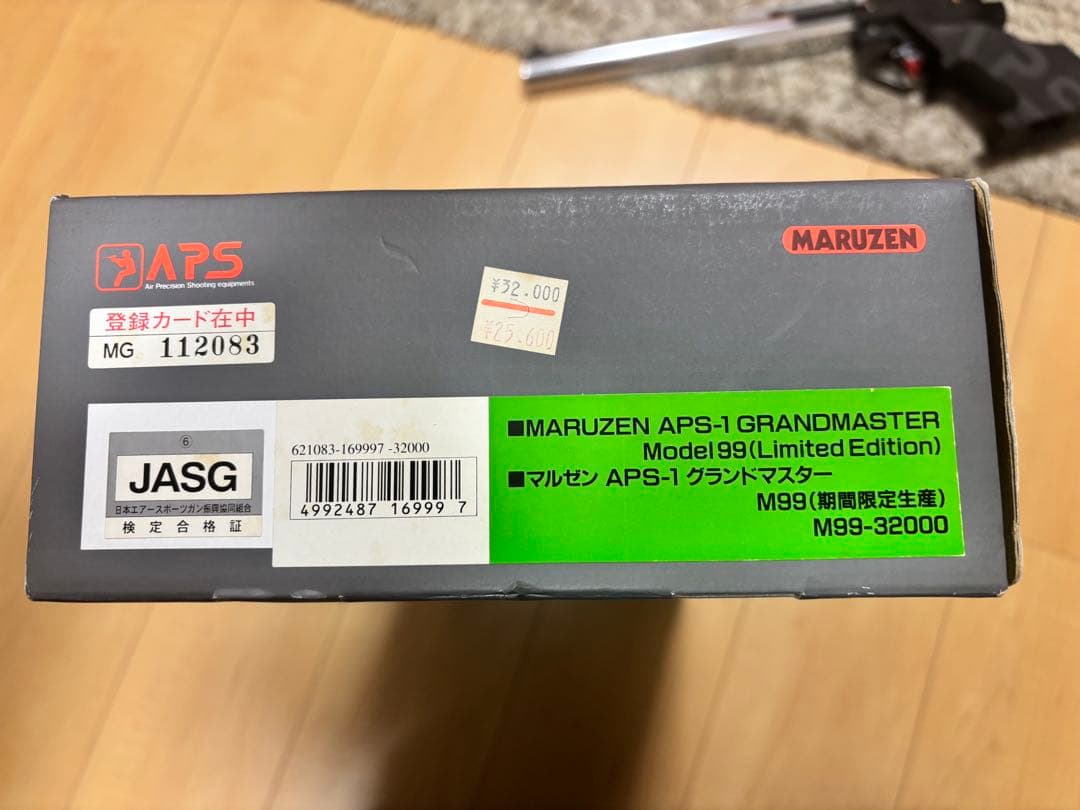 APS
APS
Air Precision Shooting equipments
MARUZEN
登録カード在中
MG 112083
¥32.000
¥25.600
⑥
JASG
日本エアースポーツガン振興協同組合
検定合格証
621083-169997 -32000
4992487 169997
■MARUZEN APS-1 GRANDMASTER
Model 99 (Limited Edition)
■マルゼン APS-1 グランドマスター
M99(期間限定生産)
M99-32000